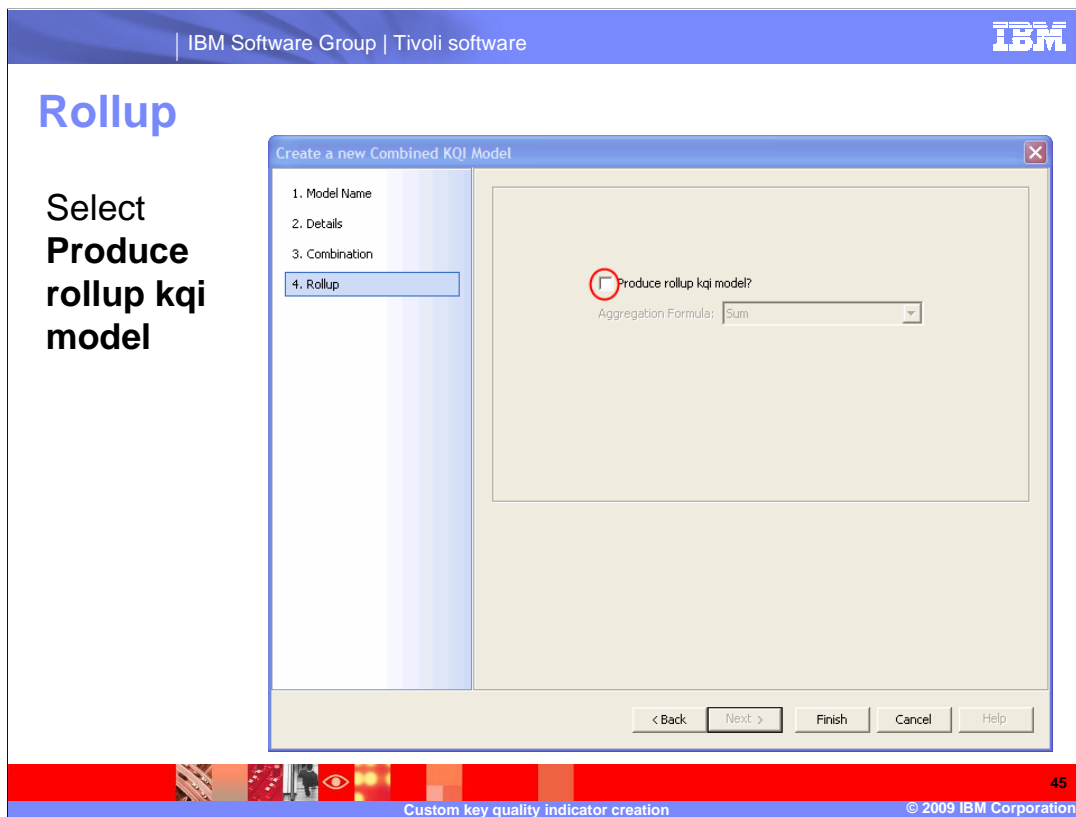 IBM Software Group | Tivoli software
IBM
Rollup
Select
Produce
rollup kqi
model
Create a new Combined KQI Model
1. Model Name
2. Details
3. Combination
4. Rollup
Produce rollup kqi model?
Aggregation Formula: Sum
< Back Next > Finish Cancel Help
45
Custom key quality indicator creation
© 2009 IBM Corporation